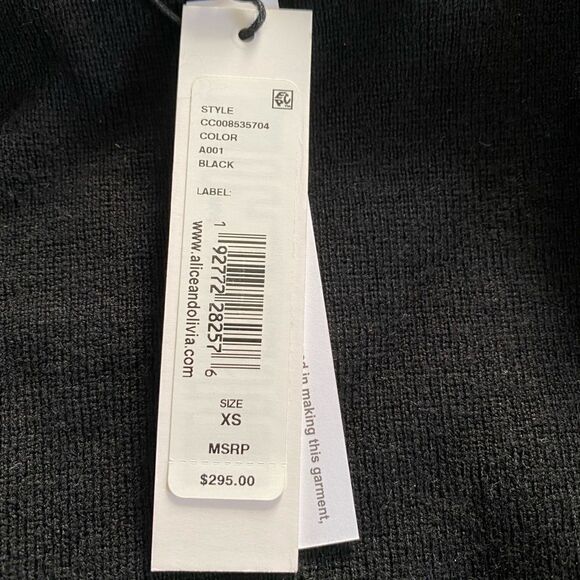 STYLE
CC008535704
COLOR
A001
BLACK
LABEL:
1 92772 28257 6
www.aliceandolivia.com
SIZE
XS
MSRP
$295.00
in making this garment,